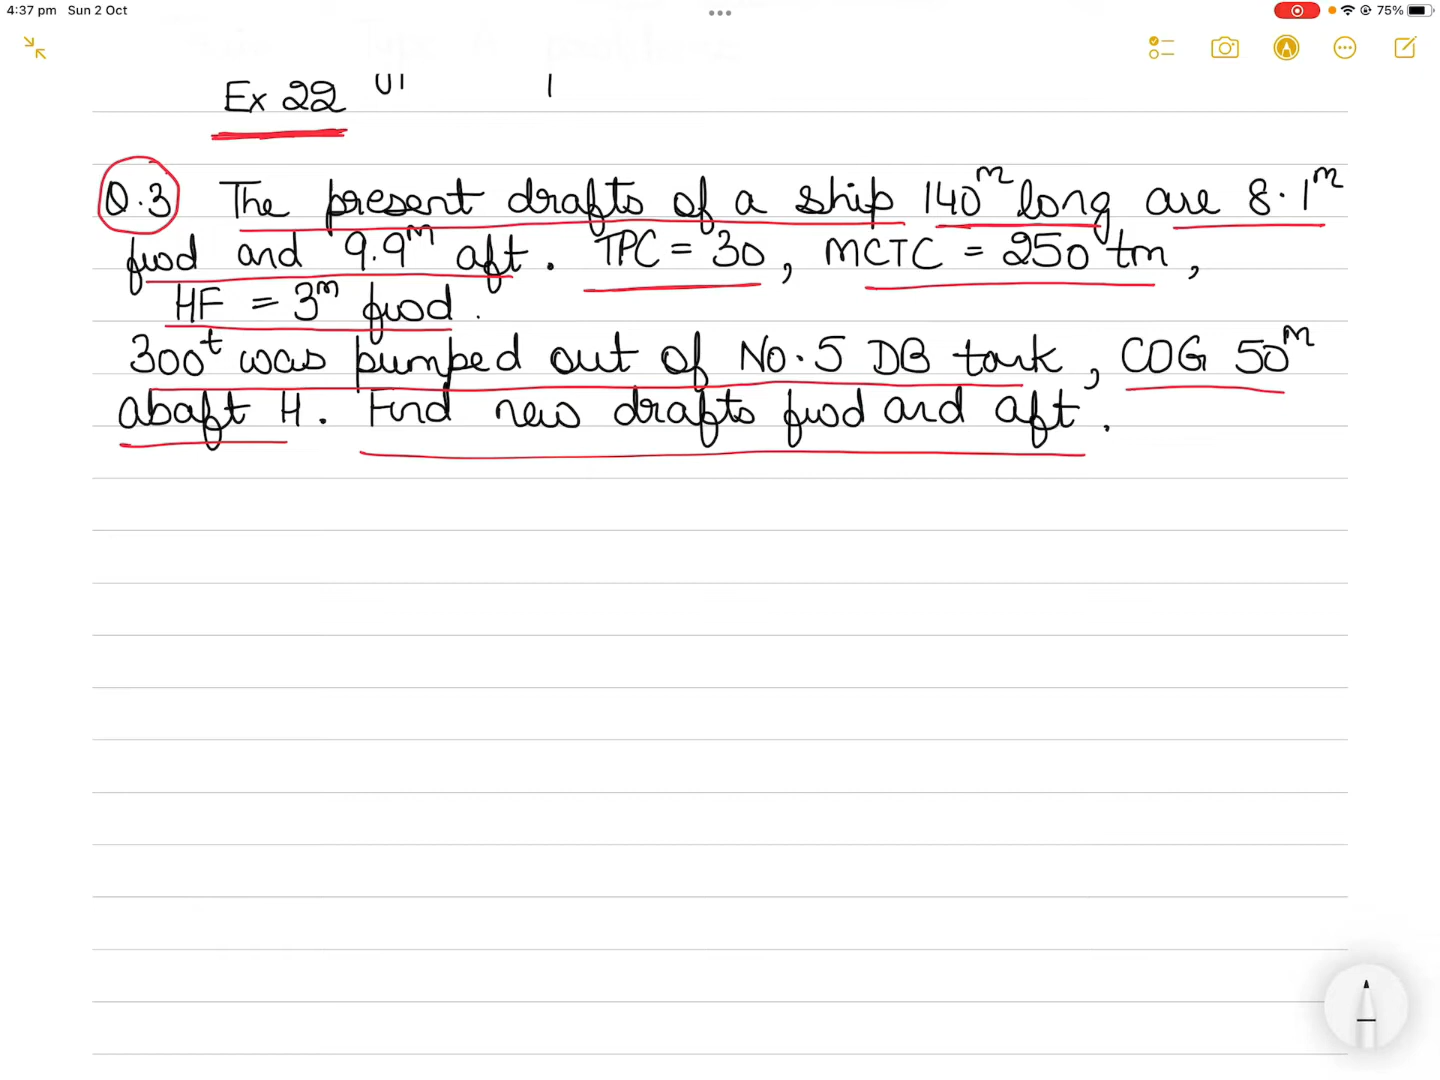 4:37 pm Sun 2 Oct
75%
Ex 22
Q.3 The present drafts of a ship 140m long are 8.1m
fwd and 9.9m aft. TPC = 30, MCTC = 250 tm,
HF = 3m fwd.
300t was pumped out of No.5 DB tank, COG 50m
abaft H. Find new drafts fwd and aft.